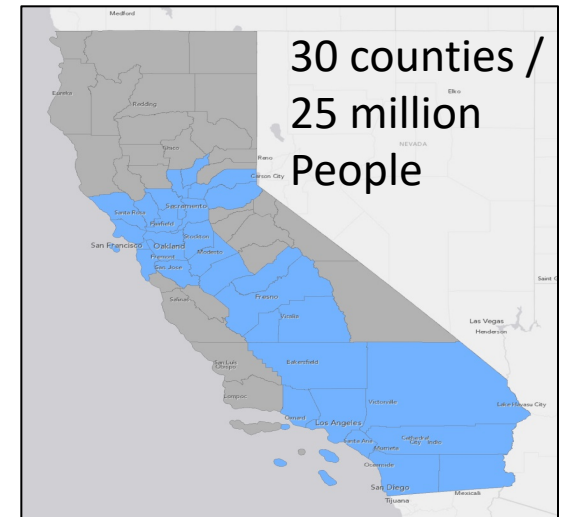 Medford
30 counties /
25 million
People
Eureka
Redding
Elko
Chico
NEVADA
Reno
Carson City
Santa Rosa
Sacramento
Fairfield
Stockton
San Francisco
Oakland
Modesto
Fremont
San Jose
Salinas
Fresno
Visalia
Saint G
Las Vegas
Henderson
San Luis
Obispo
Bakersfield
Lompoc
Victorville
Lake Havasu City
Oxnard
Los Angeles
Santa Ana
Cathedral
City
Indio
Murrieta
Oceanside
San Diego
Mexicali
Tijuana